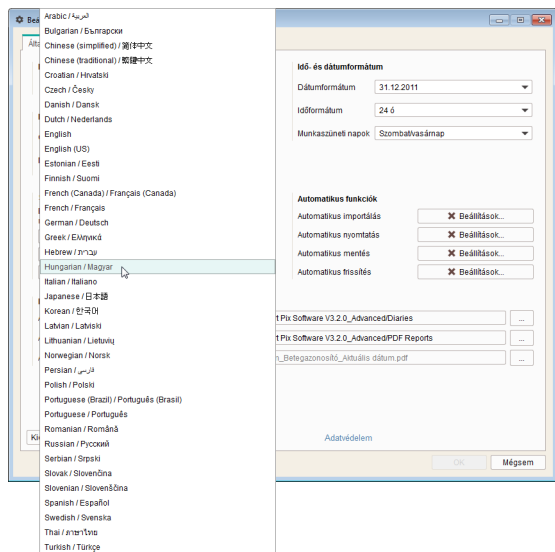 Beá
Álta
Arabic / العربية
Bulgarian / Български
Chinese (simplified) / 简体中文
Chinese (traditional) / 繁體中文
Croatian / Hrvatski
Czech / Česky
Danish / Dansk
Dutch / Nederlands
English
English (US)
Estonian / Eesti
Finnish / Suomi
French (Canada) / Français (Canada)
French / Français
German / Deutsch
Greek / Ελληνικά
Hebrew / עברית
Hungarian / Magyar
Italian / Italiano
Japanese / 日本語
Korean / 한국어
Latvian / Latviski
Lithuanian / Lietuvių
Norwegian / Norsk
Persian / فارسی
Polish / Polski
Portuguese (Brazil) / Português (Brasil)
Portuguese / Português
Romanian / Română
Russian / Русский
Serbian / Srpski
Slovak / Slovenčina
Slovenian / Slovenščina
Spanish / Español
Swedish / Svenska
Thai / ภาษาไทย
Turkish / Türkçe
Idő- és dátumformátum
Dátumformátum 31.12.2011
Időformátum 24 ó
Munkaszüneti napok Szombat/vasárnap
Automatikus funkciók
Automatikus importálás Beállítások...
Automatikus nyomtatás Beállítások...
Automatikus mentés Beállítások...
Automatikus frissítés Beállítások...
t Pix Software V3.2.0_Advanced/Diaries ...
t Pix Software V3.2.0_Advanced/PDF Reports ...
n_Betegazonosító_Aktuális dátum.pdf ...
Adatvédelem
OK Mégsem